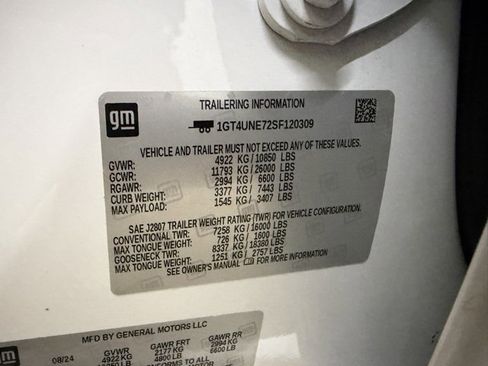 gm
TRAILERING INFORMATION
1GT4UNE72SF120309
VEHICLE AND TRAILER MUST NOT EXCEED ANY OF THESE VALUES.
GVWR: 4922 KG/10850 LBS
GCWR: 11793 KG/ 26000 LBS
RGAWR: 2994 KG/ 6600 LBS
CURB WEIGHT: 3377 KG/ 7443 LBS
MAX PAYLOAD: 1545 KG/ 3407 LBS
SAE J2807 TRAILER WEIGHT RATING (TWR) FOR VEHICLE CONFIGURATION.
CONVENTIONAL TWR: 7258 KG/ 16000 LBS
MAX TONGUE WEIGHT: 726 KG/ 1600 LBS
GOOSENECK TWR: 8337 KG/ 18380 LBS
MAX TONGUE WEIGHT: 1251 KG/ 2757 LBS
SEE OWNER'S MANUAL FOR MORE INFORMATION
MFD BY GENERAL MOTORS LLC
gm GVWR GAWR FRT GAWR RR
08/24 4922KG 2177 KG 2994 KG
4800 LB 6600 LB